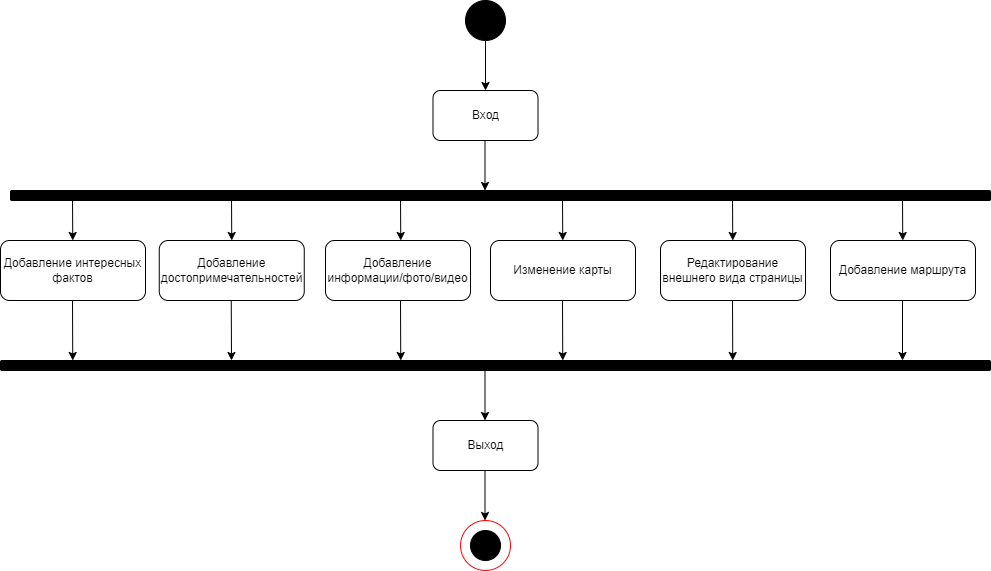 Вход
Добавление интересных
фактов
Добавление
достопримечательностей
Добавление
информации/фото/видео
Изменение карты
Редактирование
внешнего вида страницы
Добавление маршрута
Выход